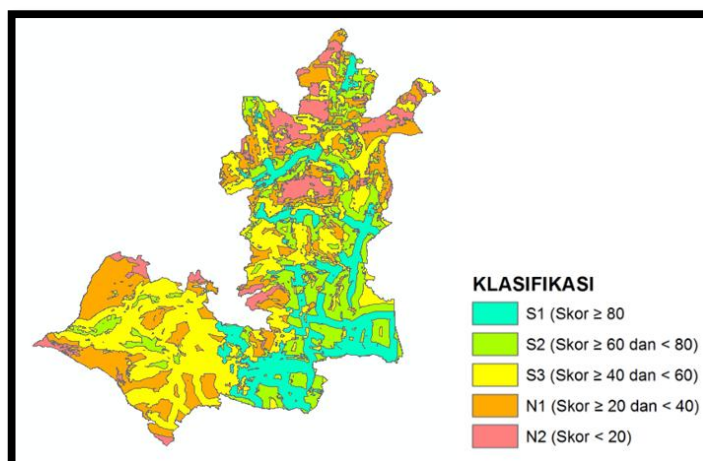 KLASIFIKASI
S1 (Skor ≥ 80
S2 (Skor ≥ 60 dan < 80)
S3 (Skor ≥ 40 dan < 60)
N1 (Skor ≥ 20 dan < 40)
N2 (Skor < 20)